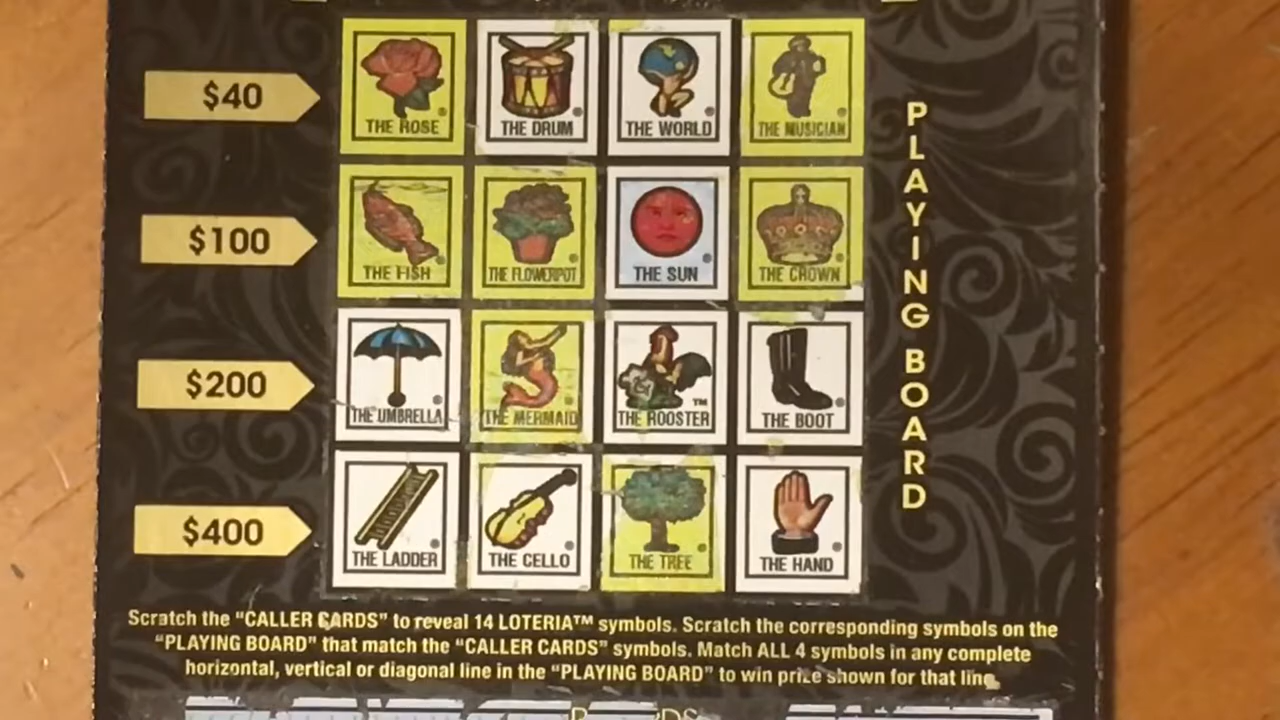 $40
THE ROSE
THE DRUM
THE WORLD
THE MUSICIAN
$100
THE FISH
THE FLOWERPOT
THE SUN
THE CROWN
$200
THE UMBRELLA
THE MERMAID
THE ROOSTER
TM
THE BOOT
$400
THE LADDER
THE CELLO
THE TREE
THE HAND
PLAYING BOARD
Scratch the "CALLER CARDS" to reveal 14 LOTERIA™ symbols. Scratch the corresponding symbols on the
"PLAYING BOARD" that match the "CALLER CARDS" symbols. Match ALL 4 symbols in any complete
horizontal, vertical or diagonal line in the "PLAYING BOARD" to win prize shown for that line.